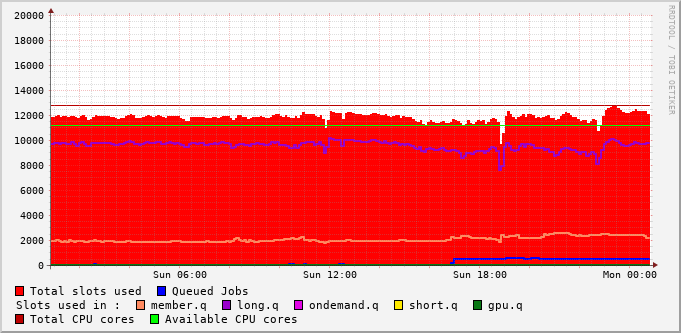 20000
18000
16000
14000
12000
10000
8000
6000
4000
2000
0
Sun 06:00 Sun 12:00 Sun 18:00 Mon 00:00
RRDTOOL / TOBI OETIKER
Total slots used Queued Jobs
Slots used in : member.q long.q ondemand.q short.q gpu.q
Total CPU cores Available CPU cores